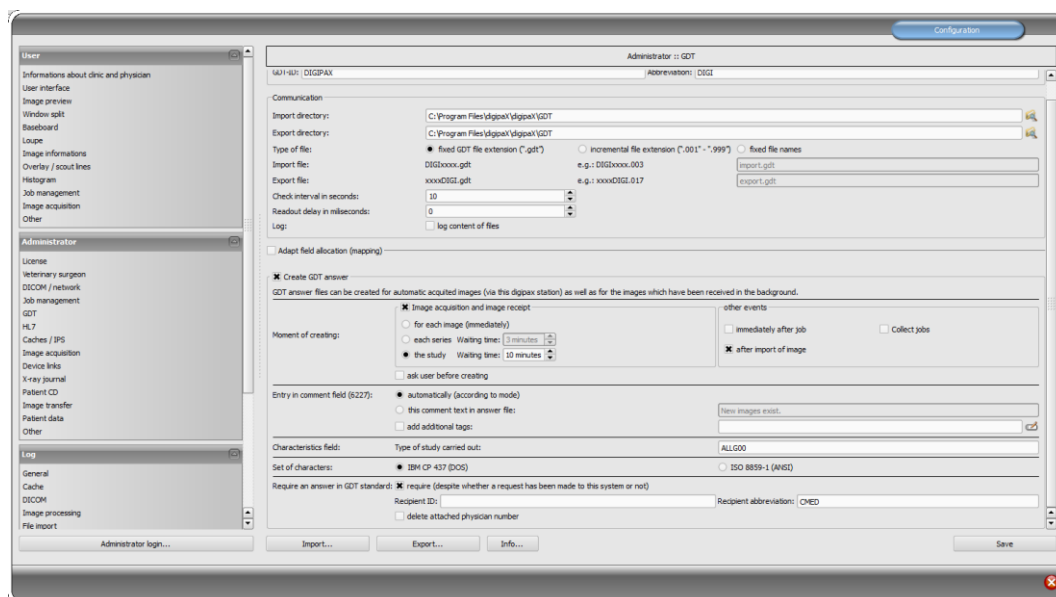 Configuration
User
Informations about clinic and physician
User interface
Image preview
Window split
Baseboard
Loupe
Image informations
Overlay / scout lines
Histogram
Job management
Image acquisition
Other
Administrator
License
Veterinary surgeon
DICOM / network
Job management
GDT
HL7
Caches / IPS
Image acquisition
Device links
X-ray journal
Patient CD
Image transfer
Patient data
Other
Log
General
Cache
DICOM
Image processing
File import
Administrator login...
Administrator :: GDT
GDT-ID: DIGIPAX Abbreviation: DIGI
Communication
Import directory: C:\Program Files\digipaX\digipaX\GDT
Export directory: C:\Program Files\digipaX\digipaX\GDT
Type of file: fixed GDT file extension (".gdt") incremental file extension (".001" - ".999") fixed file names
Import file: DIGIxxxx.gdt e.g.: DIGIxxxx.003 import.gdt
Export file: xxxxDIGI.gdt e.g.: xxxxDIGI.017 export.gdt
Check interval in seconds: 10
Readout delay in miliseconds: 0
Log: log content of files
Adapt field allocation (mapping)
Create GDT answer
GDT answer files can be created for automatic acquited images (via this digipax station) as well as for the images which have been received in the background.
Image acquisition and image receipt other events
for each image (immediately) immediately after job Collect jobs
Moment of creating: each series Waiting time: 3 minutes
the study Waiting time: 10 minutes after import of image
ask user before creating
Entry in comment field (6227): automatically (according to mode)
this comment text in answer file: New images exist.
add additional tags:
Characteristics field: Type of study carried out: ALLG00
Set of characters: IBM CP 437 (DOS) ISO 8859-1 (ANSI)
Require an answer in GDT standard: require (despite whether a request has been made to this system or not)
Recipient ID: Recipient abbreviation: CMED
delete attached physician number
Import... Export... Info... Save